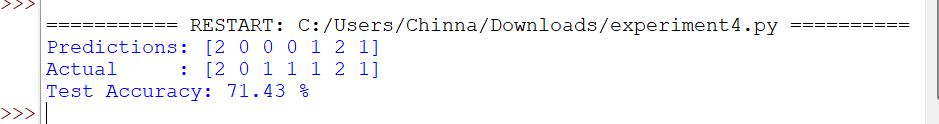 >>>
=========== RESTART: C:/Users/Chinna/Downloads/experiment4.py ==========
Predictions: [2 0 0 0 1 2 1]
Actual     : [2 0 1 1 1 2 1]
Test Accuracy: 71.43 %
>>>